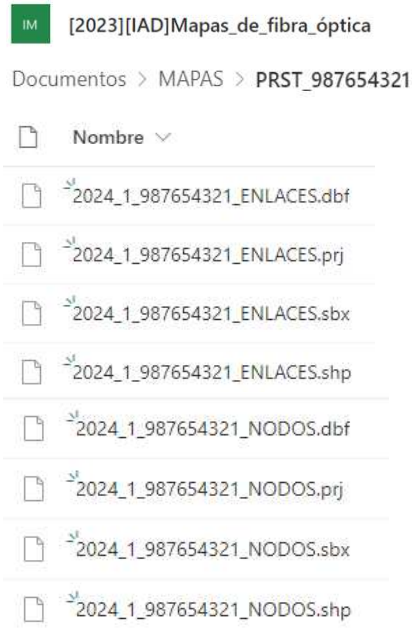 IM [2023][IAD]Mapas_de_fibra_óptica
Documentos > MAPAS > PRST_987654321
Nombre
2024_1_987654321_ENLACES.dbf
2024_1_987654321_ENLACES.prj
2024_1_987654321_ENLACES.sbx
2024_1_987654321_ENLACES.shp
2024_1_987654321_NODOS.dbf
2024_1_987654321_NODOS.prj
2024_1_987654321_NODOS.sbx
2024_1_987654321_NODOS.shp